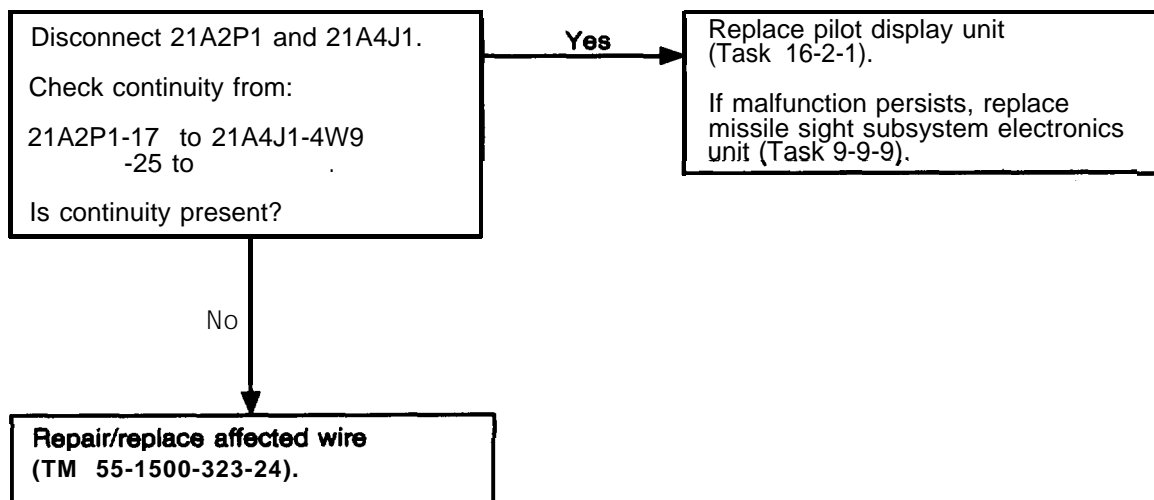 Disconnect 21A2P1 and 21A4J1.
Check continuity from:
21A2P1-17 to 21A4J1-4W9
-25 to .
Is continuity present?
Yes
Replace pilot display unit
(Task 16-2-1).
If malfunction persists, replace
missile sight subsystem electronics
unit (Task 9-9-9).
No
Repair/replace affected wire
(TM 55-1500-323-24).